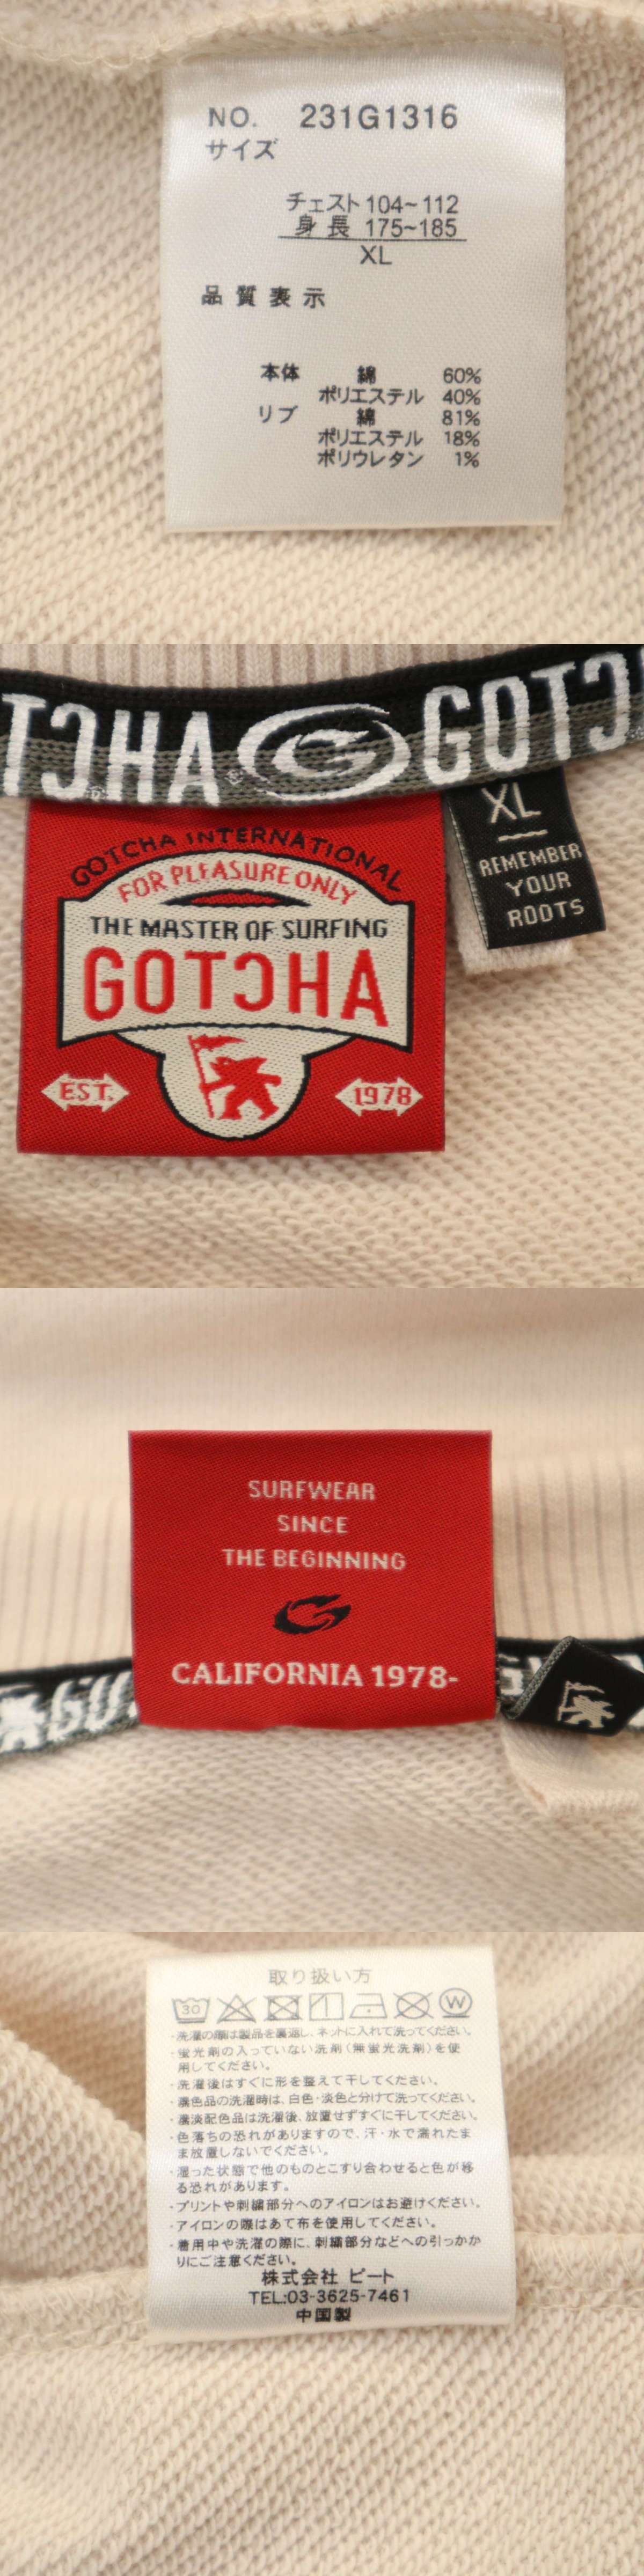 NO. 231G1316
サイズ
チェスト 104~112
身長 175~185
XL
品質表示
本体 綿 60%
ポリエステル 40%
リブ 綿 81%
ポリエステル 18%
ポリウレタン 1%
TƆHA GOTƆ
GOTCHA INTERNATIONAL
FOR PLEASURE ONLY
THE MASTER OF SURFING
GOTƆHA
EST. 1978
XL
REMEMBER
YOUR
ROOTS
SURFWEAR
SINCE
THE BEGINNING
CALIFORNIA 1978-
取り扱い方
30 W
・洗濯の際は製品を裏返し、ネットに入れて洗ってください。
・蛍光剤の入っていない洗剤(無蛍光洗剤)を使
用してください。
・洗濯後はすぐに形を整えて干してください。
・濃色品の洗濯時は、白色・淡色と分けて洗ってください。
・濃淡配色品は洗濯後、放置せずすぐに干してください。
・色落ちの恐れがありますので、汗・水で濡れたま
ま放置しないでください。
・湿った状態で他のものとこすり合わせると色が移
る恐れがあります。
・プリントや刺繍部分へのアイロンはお避けください。
・アイロンの際はあて布を使用してください。
・着用中や洗濯の際に、刺繍部分などへの引っかか
りにご注意ください。
株式会社 ビート
TEL:03-3625-7461
中国製